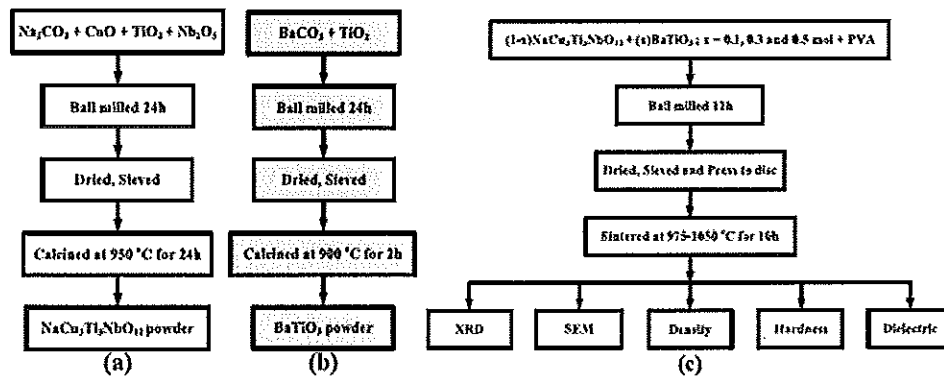 Na₂CO₃ + CuO + TiO₂ + Nb₂O₅
Ball milled 24h
Dried, Sieved
Calcined at 950 °C for 24h
NaCu₃Ti₃NbO₁₂ powder
(a)
BaCO₃ + TiO₂
Ball milled 24h
Dried, Sieved
Calcined at 900 °C for 2h
BaTiO₃ powder
(b)
(1-x)NaCu₃Ti₃NbO₁₂ + (x)BaTiO₃ ; x = 0.1, 0.3 and 0.5 mol + PVA
Ball milled 12h
Dried, Sieved and Press to disc
Sintered at 975-1050 °C for 10h
XRD
SEM
Density
Hardness
Dielectric
(c)